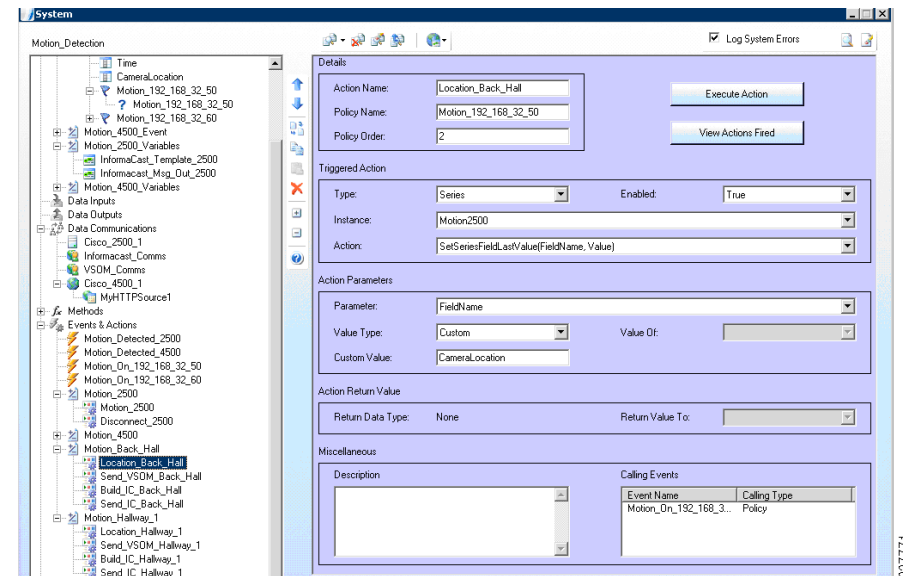 System
Motion_Detection
Log System Errors
Time
CameraLocation
Motion_192_168_32_50
? Motion_192_168_32_50
Motion_192_168_32_60
Motion_4500_Event
Motion_2500_Variables
InformaCast_Template_2500
Informacast_Msg_Out_2500
Motion_4500_Variables
Data Inputs
Data Outputs
Data Communications
Cisco_2500_1
Informacast_Comms
VSOM_Comms
Cisco_4500_1
MyHTTPSource1
Methods
Events & Actions
Motion_Detected_2500
Motion_Detected_4500
Motion_On_192_168_32_50
Motion_On_192_168_32_60
Motion_2500
Motion_2500
Disconnect_2500
Motion_4500
Motion_Back_Hall
Location_Back_Hall
Send_VSOM_Back_Hall
Build_IC_Back_Hall
Send_IC_Back_Hall
Motion_Hallway_1
Location_Hallway_1
Send_VSOM_Hallway_1
Build_IC_Hallway_1
Send_IC_Hallway_1
Details
Action Name: Location_Back_Hall
Policy Name: Motion_192_168_32_50
Policy Order: 2
Execute Action
View Actions Fired
Triggered Action
Type: Series Enabled: True
Instance: Motion2500
Action: SetSeriesFieldLastValue(FieldName, Value)
Action Parameters
Parameter: FieldName
Value Type: Custom Value Of:
Custom Value: CameraLocation
Action Return Value
Return Data Type: None Return Value To:
Miscellaneous
Description
Calling Events
Event Name Calling Type
Motion_On_192_168_3... Policy